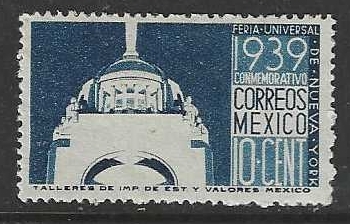 FERIA·UNIVERSAL·DE·NUEVA·YORK
1939
CONMEMORATIVO
CORREOS
MEXICO
10·CENT
TALLERES DE IMP. DE EST. Y VALORES MEXICO